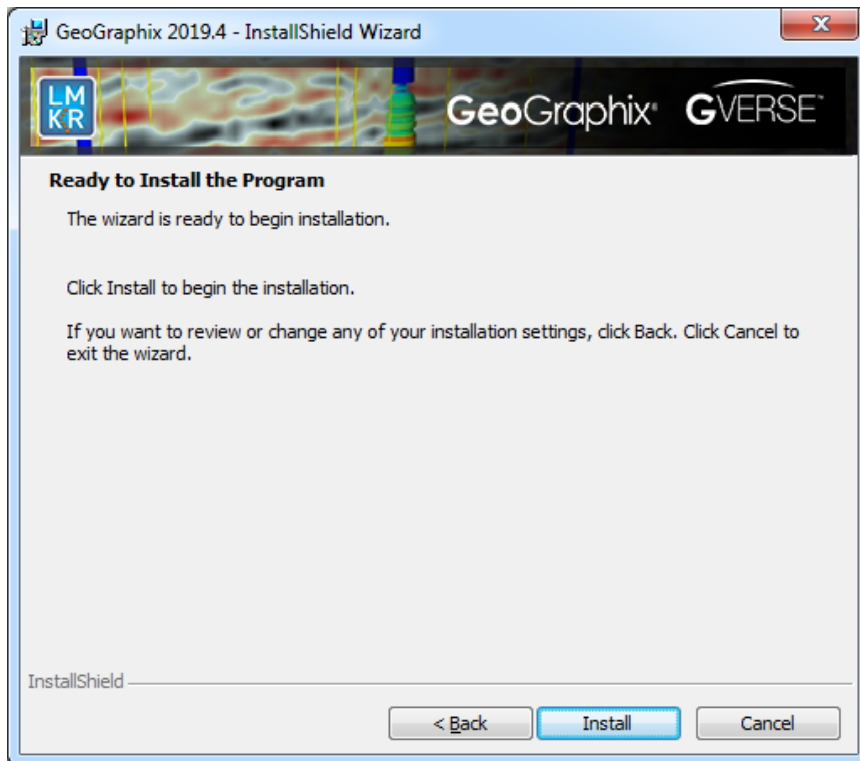 GeoGraphix 2019.4 - InstallShield Wizard
LM
KR
GeoGraphix® GVERSE™
Ready to Install the Program
The wizard is ready to begin installation.
Click Install to begin the installation.
If you want to review or change any of your installation settings, click Back. Click Cancel to
exit the wizard.
InstallShield
< Back Install Cancel